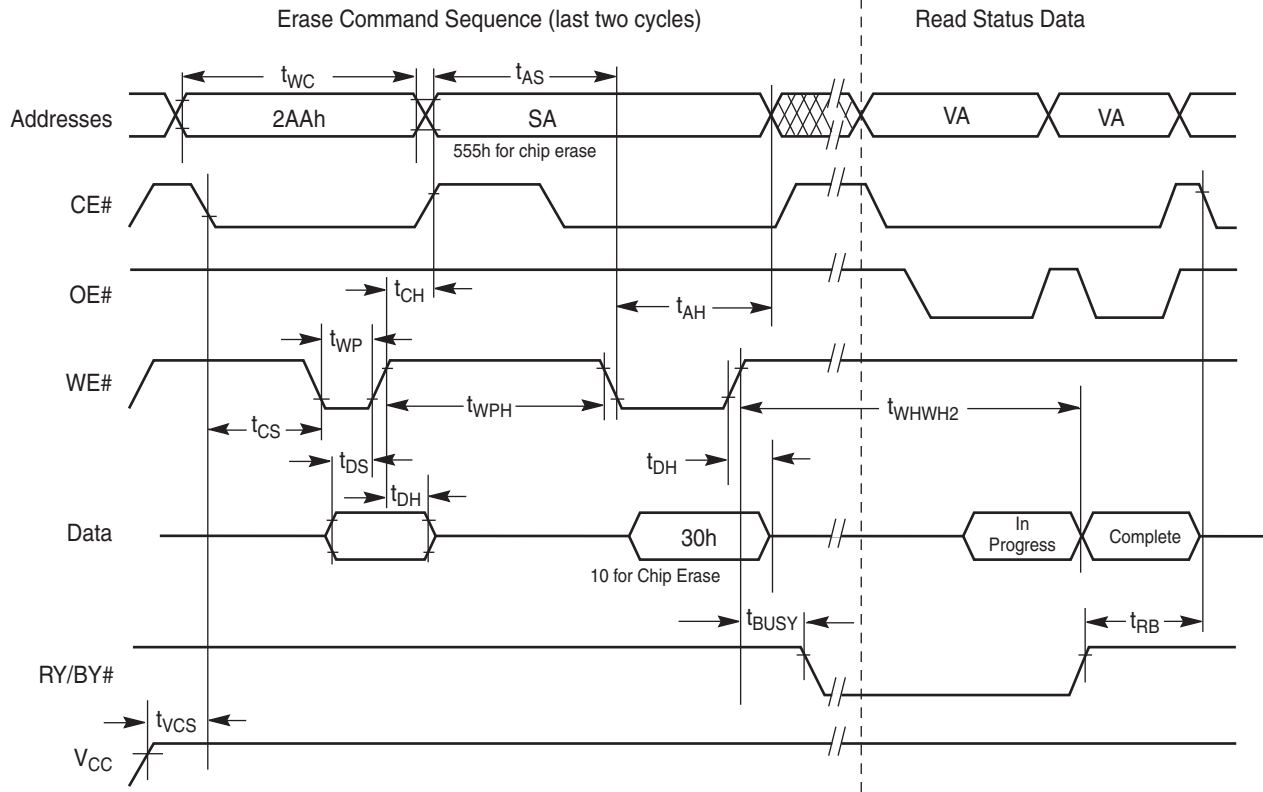 Erase Command Sequence (last two cycles)
Read Status Data
tWC
tAS
Addresses
2AAh
SA
VA
VA
555h for chip erase
CE#
OE#
tCH
tAH
tWP
WE#
tWPH
tWHWH2
tCS
tDS
tDH
tDH
Data
30h
In
Progress
Complete
10 for Chip Erase
tBUSY
tRB
RY/BY#
tVCS
VCC